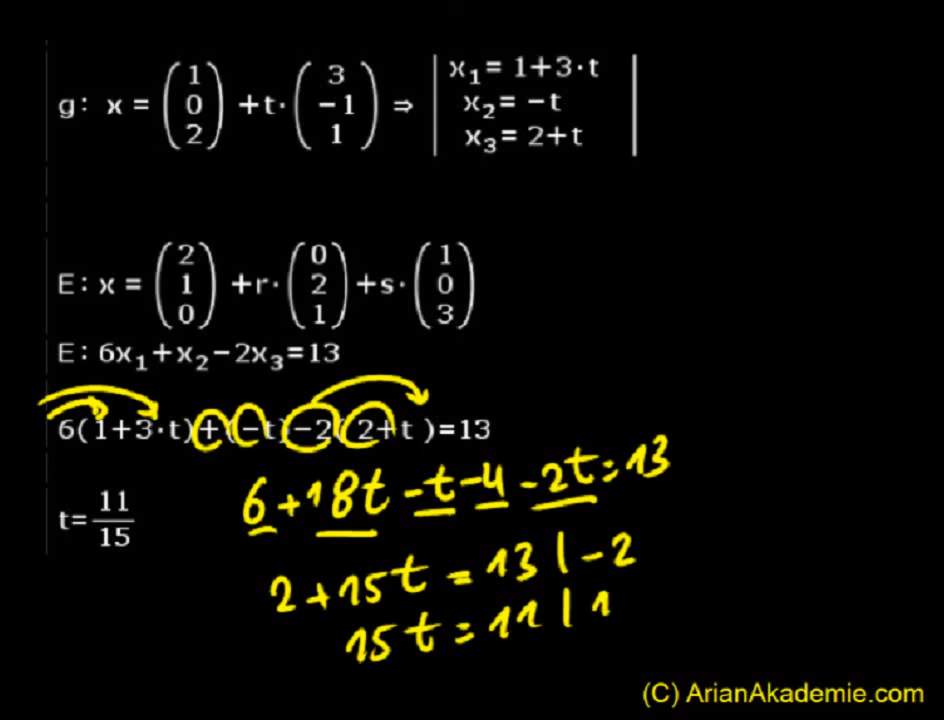 g: x = (1 0 2) + t· (3 −1 1) ⇒ | x₁ = 1+3·t
x₂ = −t
x₃ = 2+t |
E: x = (2 1 0) +r· (0 2 1) +s· (1 0 3)
E: 6x₁+x₂−2x₃=13
6(1+3·t)+(−t)−2(2+t)=13
6+18t-t-4-2t=13
t= 11/15
2+15t = 13 | -2
15t = 11 | 1
(C) ArianAkademie.com